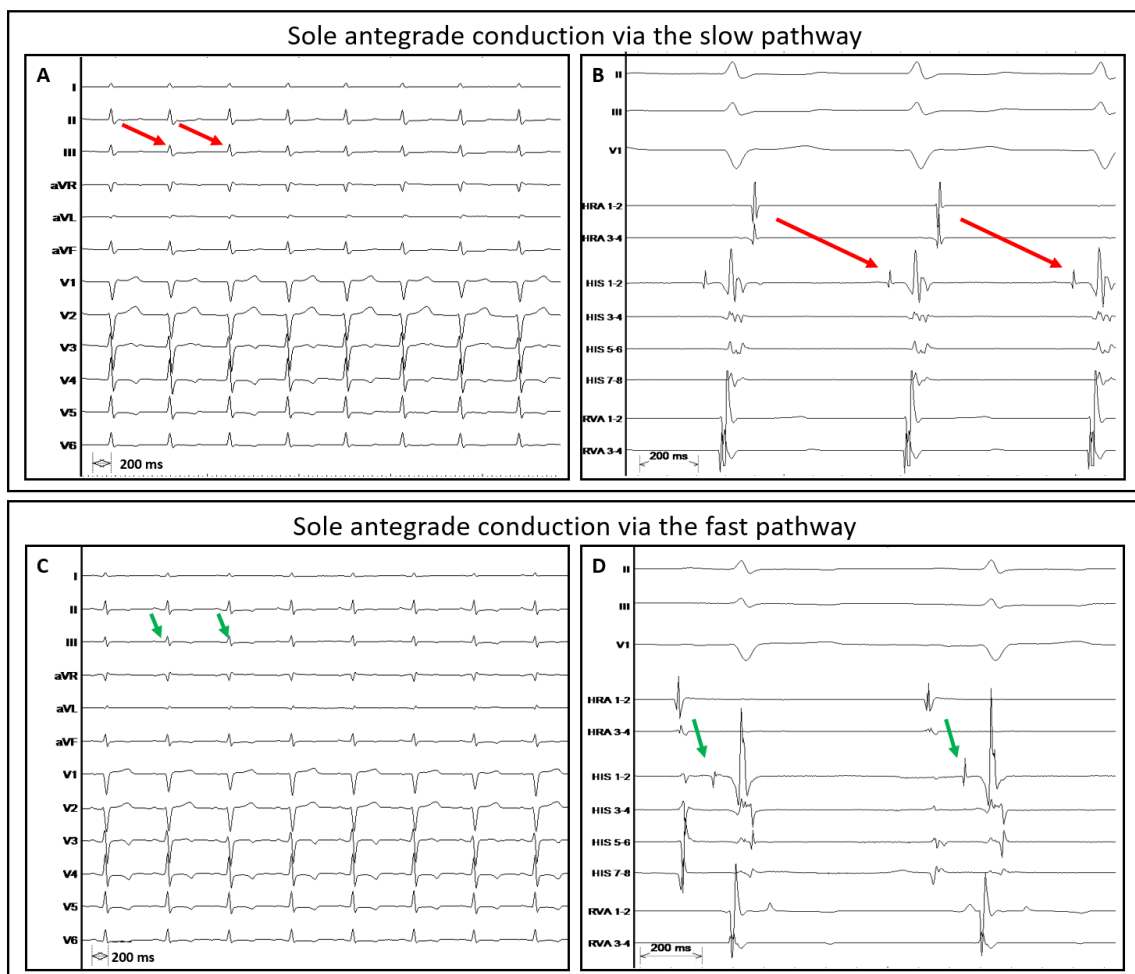 Sole antegrade conduction via the slow pathway
A
I
II
III
aVR
aVL
aVF
V1
V2
V3
V4
V5
V6
200 ms
B
II
III
V1
HRA 1-2
HRA 3-4
HIS 1-2
HIS 3-4
HIS 5-6
HIS 7-8
RVA 1-2
RVA 3-4
200 ms
Sole antegrade conduction via the fast pathway
C
I
II
III
aVR
aVL
aVF
V1
V2
V3
V4
V5
V6
200 ms
D
II
III
V1
HRA 1-2
HRA 3-4
HIS 1-2
HIS 3-4
HIS 5-6
HIS 7-8
RVA 1-2
RVA 3-4
200 ms